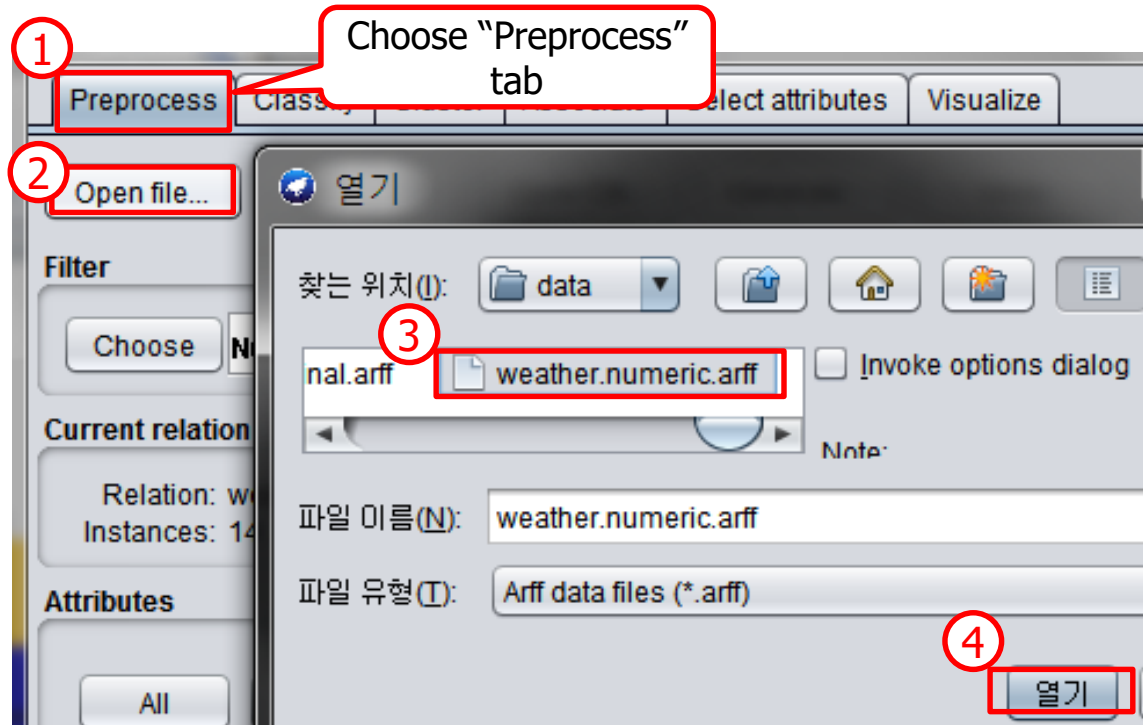 1
Choose “Preprocess”
tab
Preprocess
Select attributes
Visualize
2
Open file...
열기
Filter
찾는 위치(I):
data
Choose
3
nal.arff
weather.numeric.arff
Invoke options dialog
Note:
Current relation
Relation:
Instances: 14
파일 이름(N):
weather.numeric.arff
파일 유형(T):
Arff data files (*.arff)
Attributes
4
All
열기